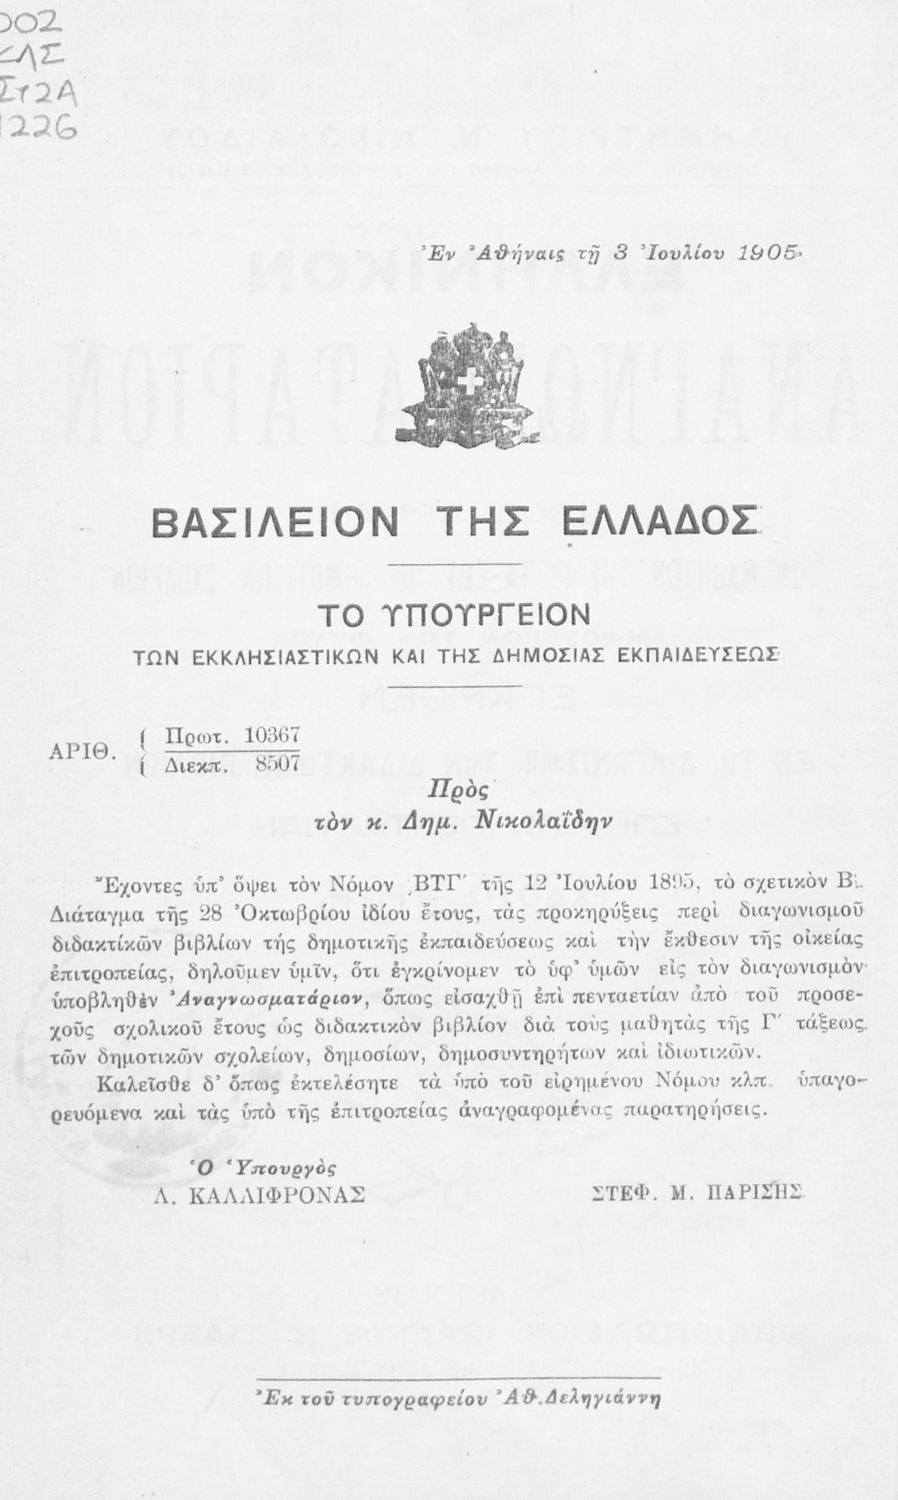 002
ΚΛΣ
ΣΤ2Α
1226
Ἐν Ἀθήναις τῇ 3 Ἰουλίου 1905
ΒΑΣΙΛΕΙΟΝ ΤΗΣ ΕΛΛΑΔΟΣ
ΤΟ ΥΠΟΥΡΓΕΙΟΝ
ΤΩΝ ΕΚΚΛΗΣΙΑΣΤΙΚΩΝ ΚΑΙ ΤΗΣ ΔΗΜΟΣΙΑΣ ΕΚΠΑΙΔΕΥΣΕΩΣ
ΑΡΙΘ. { Πρωτ. 10367
{ Διεκπ. 8507
Πρὸς
τὸν κ. Δημ. Νικολαΐδην
Ἔχοντες ὑπ' ὄψει τὸν Νόμον ΒΤΓ′ τῆς 12 Ἰουλίου 1895, τὸ σχετικὸν Β.
Διάταγμα τῆς 28 Ὀκτωβρίου ἰδίου ἔτους, τὰς προκηρύξεις περὶ διαγωνισμοῦ
διδακτίκῶν βιβλίων τῆς δημοτικῆς ἐκπαιδεύσεως καὶ τὴν ἔκθεσιν τῆς οἰκείας
ἐπιτροπείας, δηλοῦμεν ὑμῖν, ὅτι ἐγκρίνομεν τὸ ὑφ' ὑμῶν εἰς τὸν διαγωνισμὸν
ὑποβληθὲν Ἀναγνωσματάριον, ὅπως εἰσαχθῇ ἐπὶ πενταετίαν ἀπὸ τοῦ προσε-
χοῦς σχολικοῦ ἔτους ὡς διδακτικὸν βιβλίον διὰ τοὺς μαθητὰς τῆς Γ′ τάξεως
τῶν δημοτικῶν σχολείων, δημοσίων, δημοσυντηρήτων καὶ ἰδιωτικῶν.
Καλεῖσθε δ' ὅπως ἐκτελέσητε τὰ ὑπὸ τοῦ εἰρημένου Νόμου κλπ. ὑπαγο-
ρευόμενα καὶ τὰς ὑπὸ τῆς ἐπιτροπείας ἀναγραφομένας παρατηρήσεις.
Ὁ Ὑπουργὸς
Λ. ΚΑΛΛΙΦΡΟΝΑΣ ΣΤΕΦ. Μ. ΠΑΡΙΣΗΣ
Ἐκ τοῦ τυπογραφείου Ἀθ. Δεληγιάννη